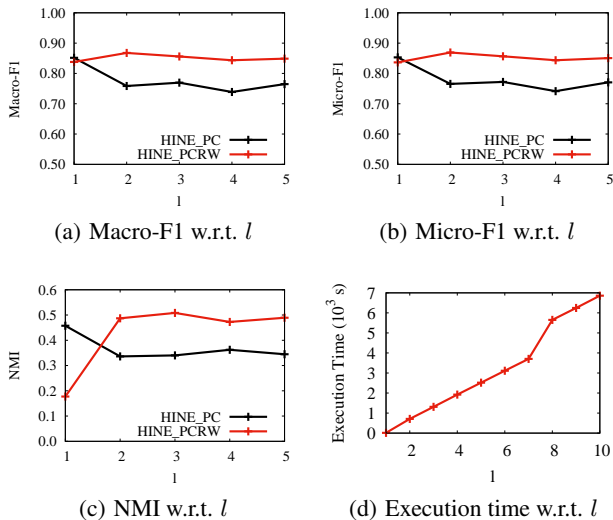 1.00
0.90
0.80
0.70
0.60
0.50
Macro-F1
HINE_PC
HINE_PCRW
1 2 3 4 5
l
(a) Macro-F1 w.r.t. l
1.00
0.90
0.80
0.70
0.60
0.50
Micro-F1
HINE_PC
HINE_PCRW
1 2 3 4 5
l
(b) Micro-F1 w.r.t. l
0.6
0.5
0.4
0.3
0.2
0.1
0.0
NMI
HINE_PC
HINE_PCRW
1 2 3 4 5
l
(c) NMI w.r.t. l
7
6
5
4
3
2
1
0
Execution Time (10³ s)
2 4 6 8 10
l
(d) Execution time w.r.t. l